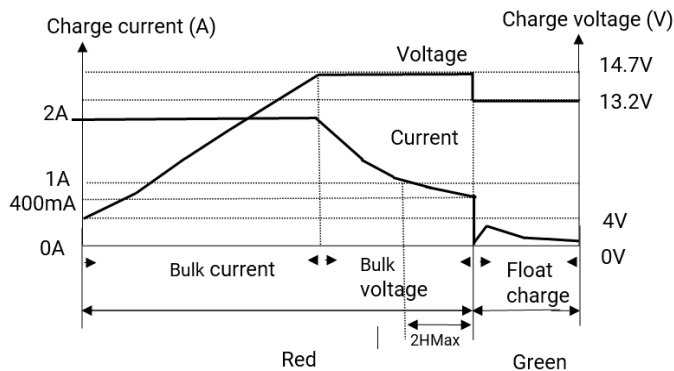 Charge current (A)
Charge voltage (V)
Voltage
14.7V
13.2V
2A
Current
1A
400mA
4V
0A
0V
Bulk current
Bulk
voltage
Float
charge
2HMax
Red
Green